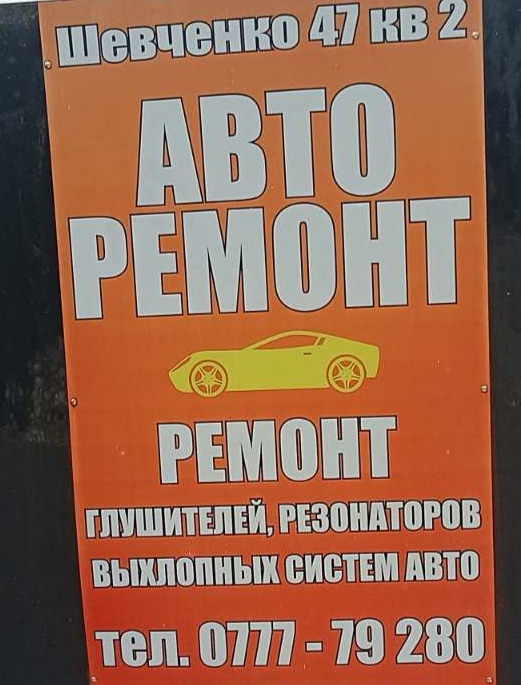 Шевченко 47 кв 2
АВТО
РЕМОНТ
РЕМОНТ
ГЛУШИТЕЛЕЙ, РЕЗОНАТОРОВ
ВЫХЛОПНЫХ СИСТЕМ АВТО
тел. 0777 - 79 280